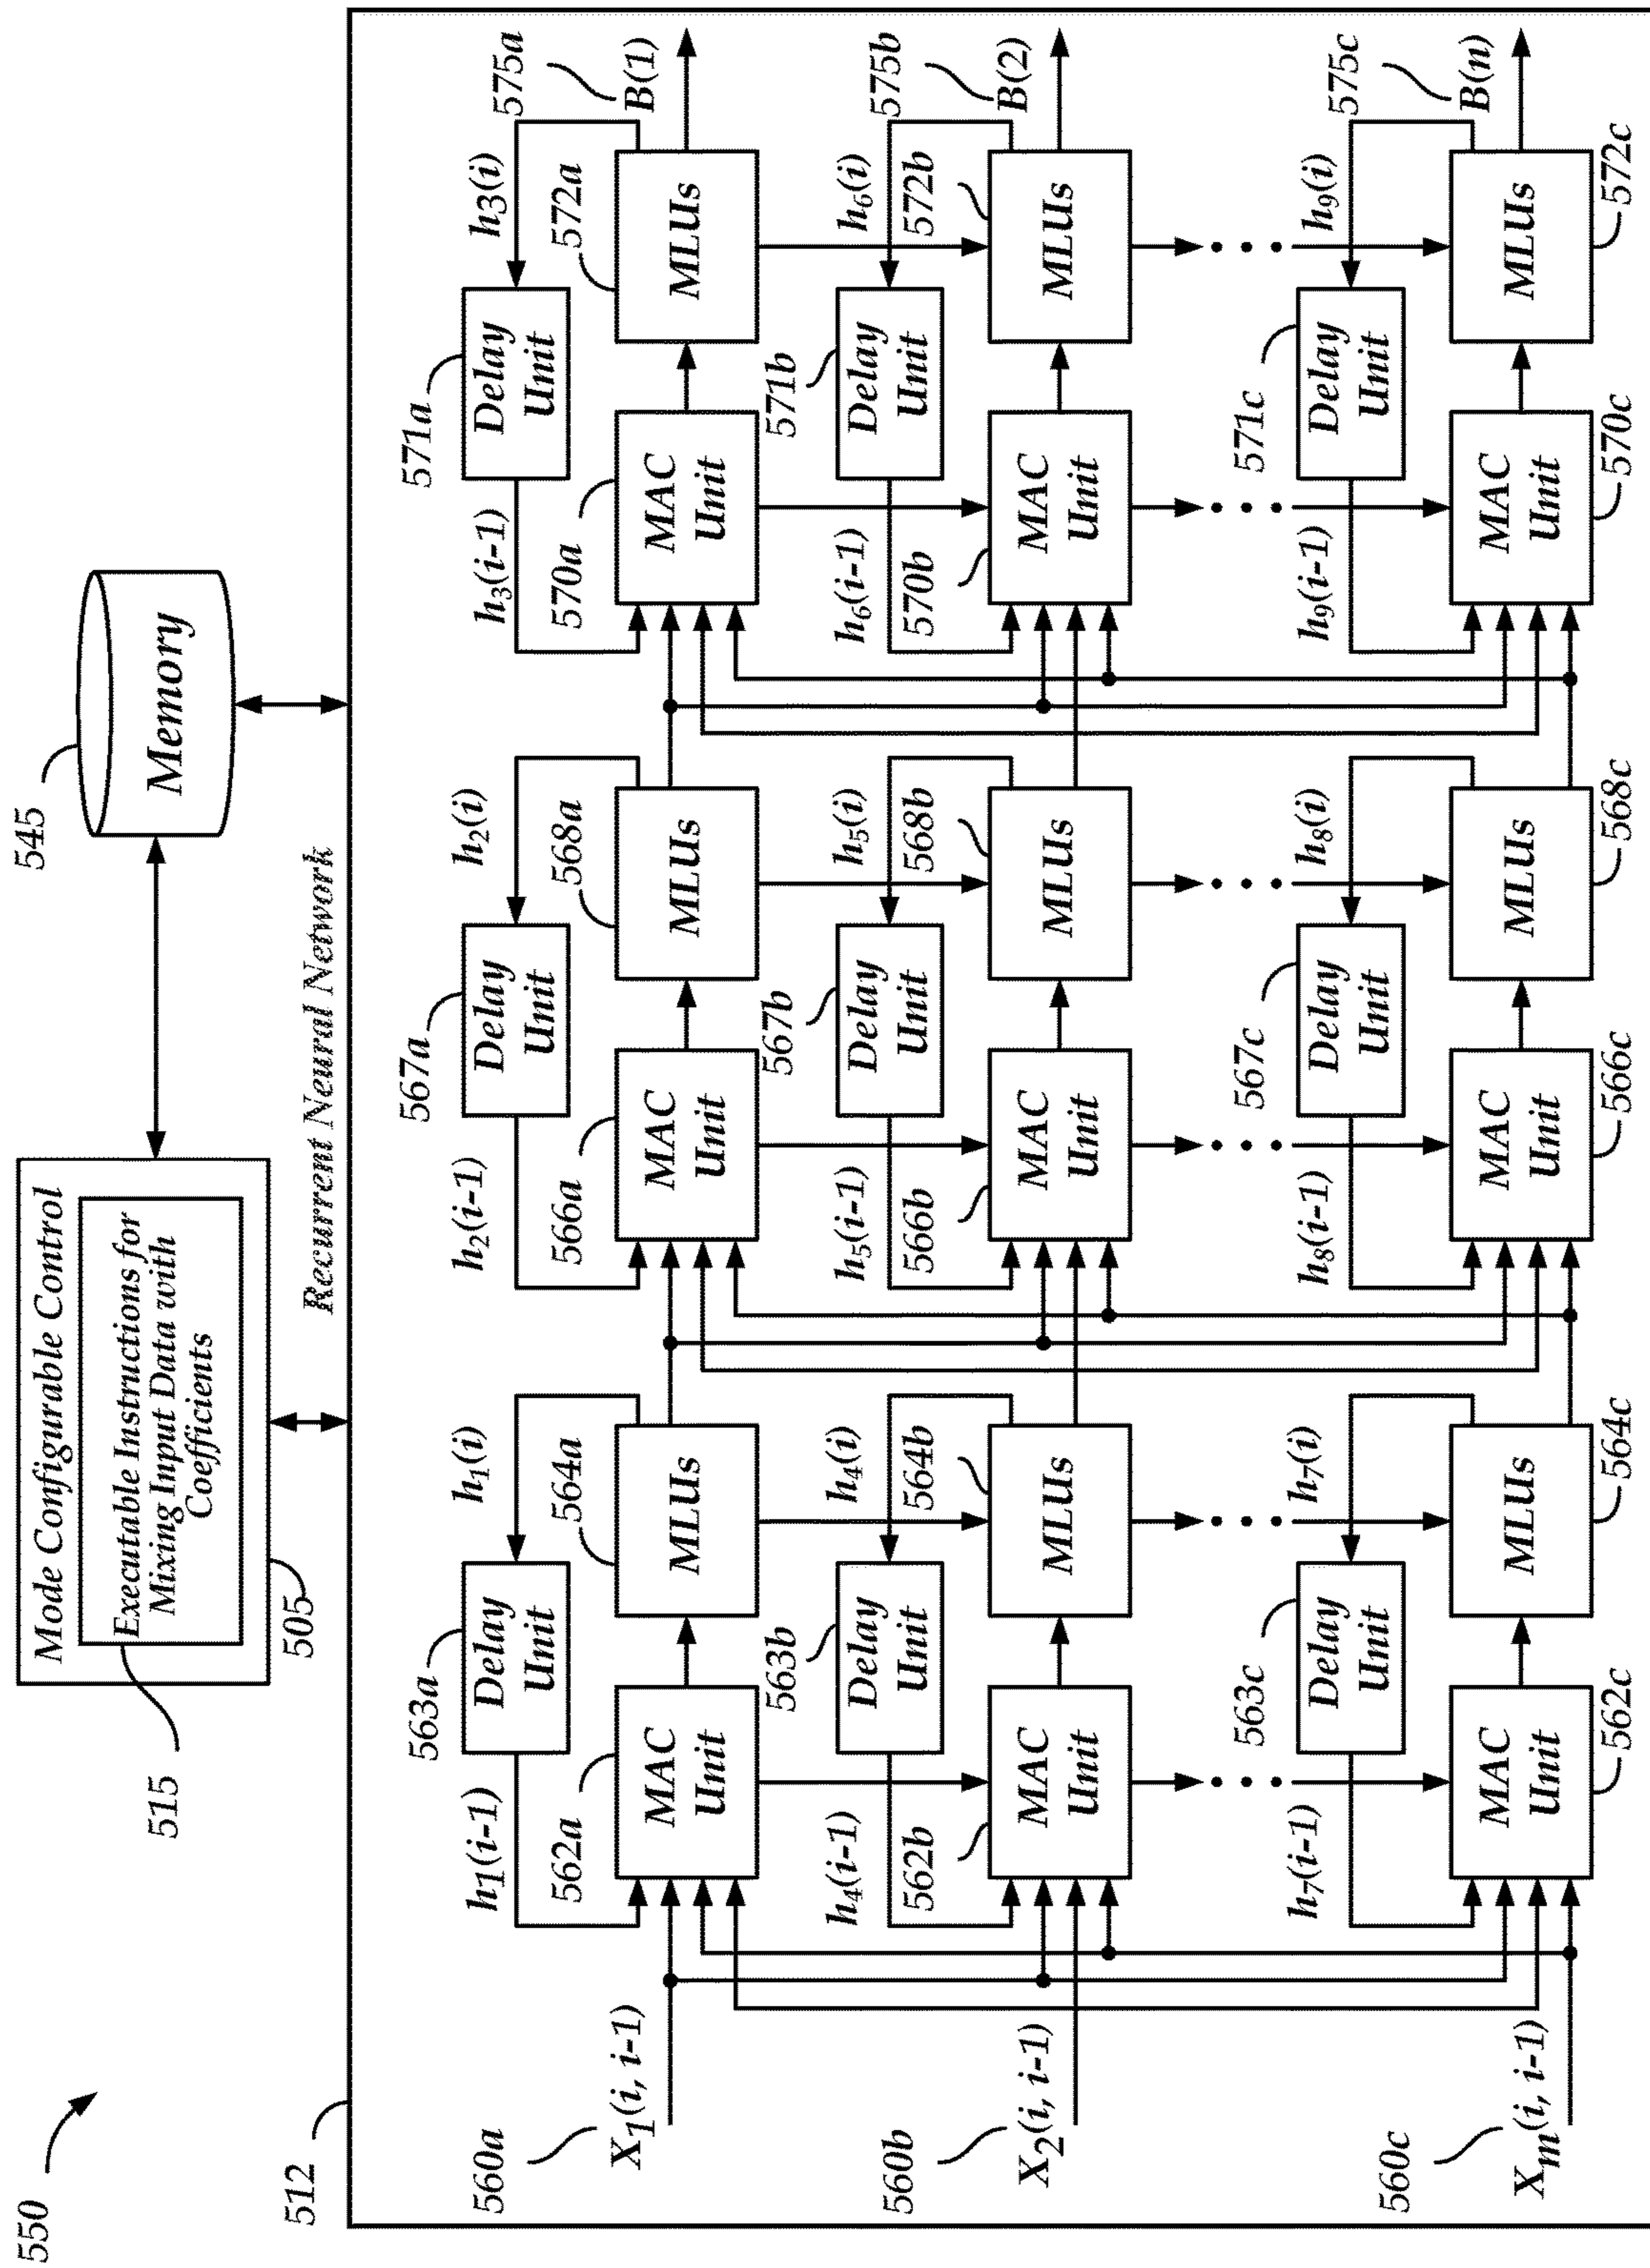 550
Mode Configurable Control
Executable Instructions for
Mixing Input Data with
Coefficients
515
505
545
Memory
512
Recurrent Neural Network
h1(i-1)
563a
Delay
Unit
h₁(i)
h₂(i-1)
567a
Delay
Unit
h₂(i)
h₃(i-1)
571a
Delay
Unit
h3(i)
560a
X₁(i, i-1)
562a
MAC
Unit
564a
MLUs
566a
MAC
Unit
568a
MLUs
570a
MAC
Unit
572a
MLUs
575a
B(1)
h₄(i-1)
563b
Delay
Unit
h₄(i)
h₅(i-1)
567b
Delay
Unit
h₅(i)
h₆(i-1)
571b
Delay
Unit
h₆(i)
560b
X₂(i, i-1)
562b
MAC
Unit
564b
MLUs
566b
MAC
Unit
568b
MLUs
570b
MAC
Unit
572b
MLUs
575b
B(2)
h₇(i-1)
563c
Delay
Unit
h₇(i)
h₈(i-1)
567c
Delay
Unit
h₈(i)
h₉(i-1)
571c
Delay
Unit
h₉(i)
560c
Xₘ(i, i-1)
MAC
Unit
562c
MLUs
564c
MAC
Unit
566c
MLUs
568c
MAC
Unit
570c
MLUs
572c
575c
B(n)